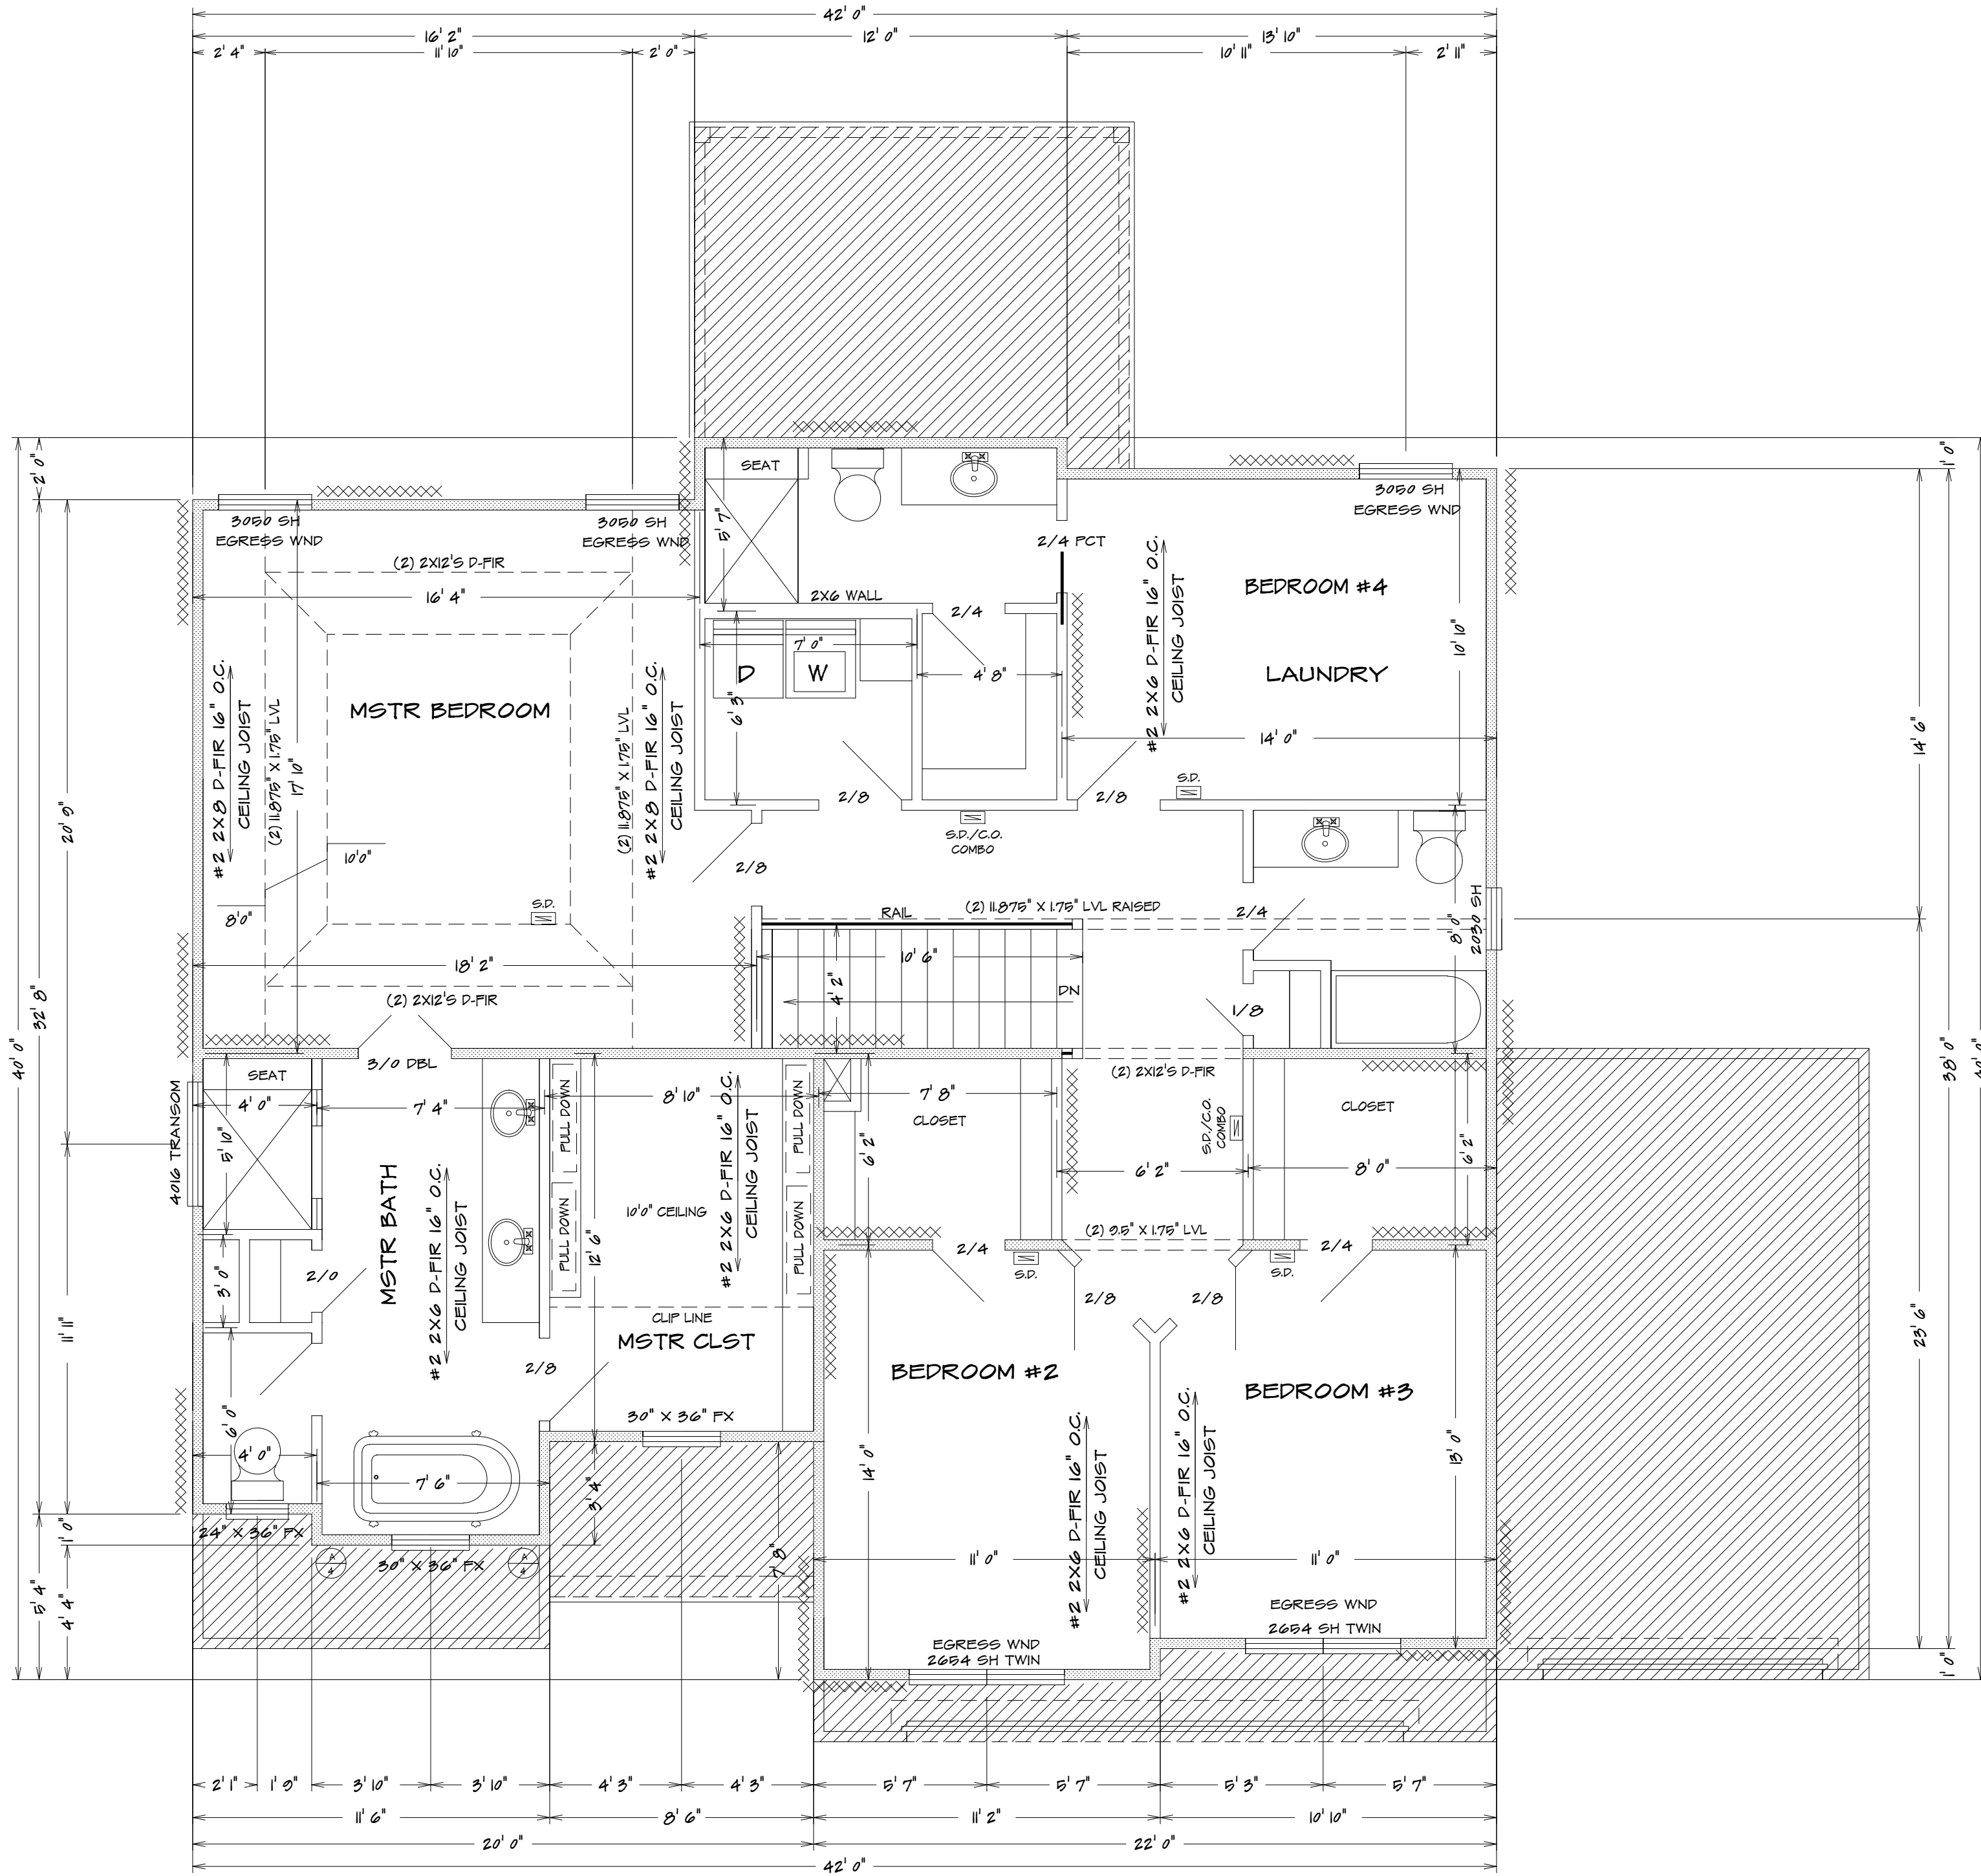 42' 0"
16' 2"
12' 0"
13' 10"
2' 4"
11' 10"
2' 0"
10' 11"
2' 11"
2' 0"
1' 0"
SEAT
3050 SH
EGRESS WND
3050 SH
EGRESS WND
3050 SH
EGRESS WND
5' 7"
2/4 PCT
(2) 2X12'S D-FIR
16' 4"
2X6 WALL
2/4
BEDROOM #4
#2 2X6 D-FIR 16" O.C.
CEILING JOIST
10' 10"
7' 0"
D
W
4' 8"
LAUNDRY
6' 3"
MSTR BEDROOM
#2 2X8 D-FIR 16" O.C.
CEILING JOIST
(2) 11.875" X 1.75" LVL
17' 10"
(2) 11.875" X 1.75" LVL
#2 2X8 D-FIR 16" O.C.
CEILING JOIST
14' 0"
14' 6"
20' 9"
2/8
2/8
S.D.
S.D./C.O.
COMBO
10'0"
8'0"
2/8
S.D.
RAIL
(2) 11.875" X 1.75" LVL RAISED
2/4
8' 0"
2030 SH
18' 2"
10' 6"
4' 2"
DN
1/8
(2) 2X12'S D-FIR
32' 8"
40' 0"
38' 0"
40' 0"
3/0 DBL
(2) 2X12'S D-FIR
4016 TRANSOM
SEAT
4' 0"
5' 10"
7' 4"
PULL DOWN
8' 10"
#2 2X6 D-FIR 16" O.C.
CEILING JOIST
PULL DOWN
7' 8"
CLOSET
6' 2"
S.D./C.O.
COMBO
CLOSET
6' 2"
8' 0"
6' 2"
MSTR BATH
#2 2X6 D-FIR 16" O.C.
CEILING JOIST
PULL DOWN
10'0" CEILING
12' 6"
PULL DOWN
(2) 9.5" X 1.75" LVL
2/4
S.D.
S.D.
2/4
2/0
3' 0"
11' 11"
23' 6"
2/8
2/8
CLIP LINE
MSTR CLST
2/8
BEDROOM #2
BEDROOM #3
6' 0"
4' 0"
7' 6"
30" X 36" FX
3' 4"
14' 0"
#2 2X6 D-FIR 16" O.C.
CEILING JOIST
#2 2X6 D-FIR 16" O.C.
CEILING JOIST
13' 0"
24" X 36" FX
A
4
30" X 36" FX
A
4
1' 0"
5' 4"
4' 4"
7' 8"
11' 0"
11' 0"
EGRESS WND
2654 SH TWIN
EGRESS WND
2654 SH TWIN
1' 0"
2' 1"
1' 9"
3' 10"
3' 10"
4' 3"
4' 3"
5' 7"
5' 7"
5' 3"
5' 7"
11' 6"
8' 6"
11' 2"
10' 10"
20' 0"
22' 0"
42' 0"